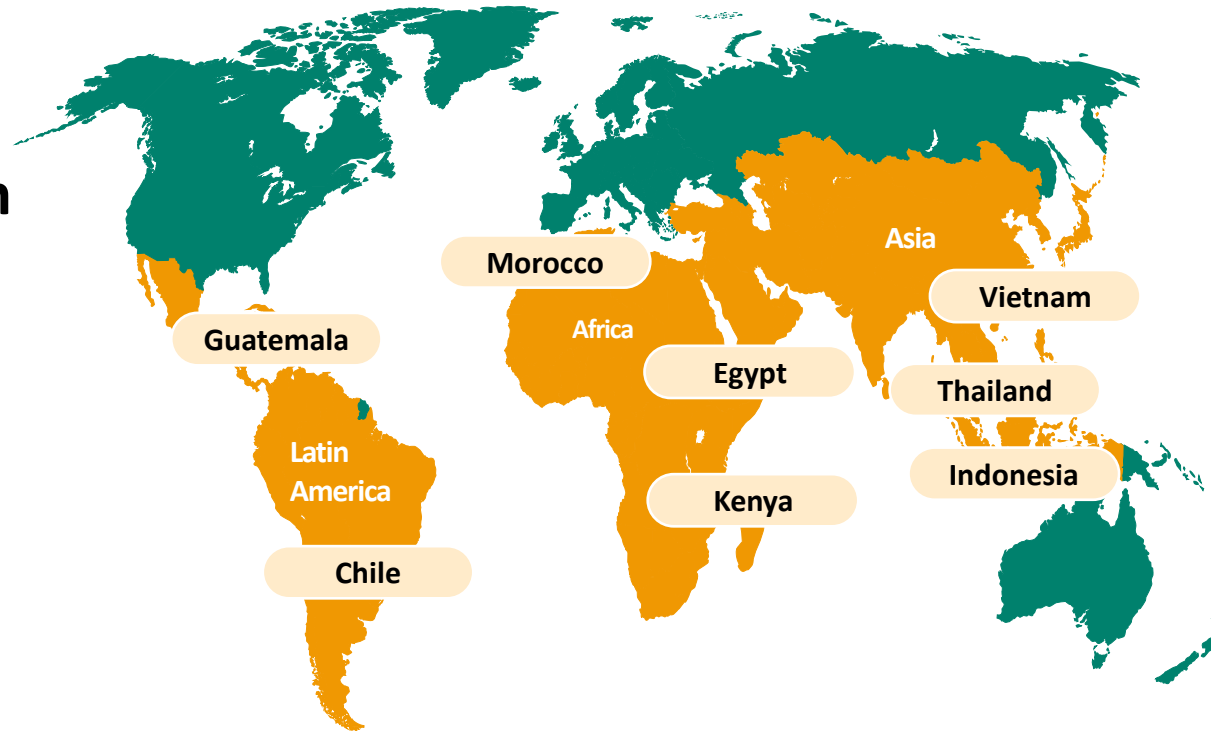 n
Asia
Morocco
Vietnam
Africa
Guatemala
Egypt
Thailand
Latin
America
Indonesia
Kenya
Chile